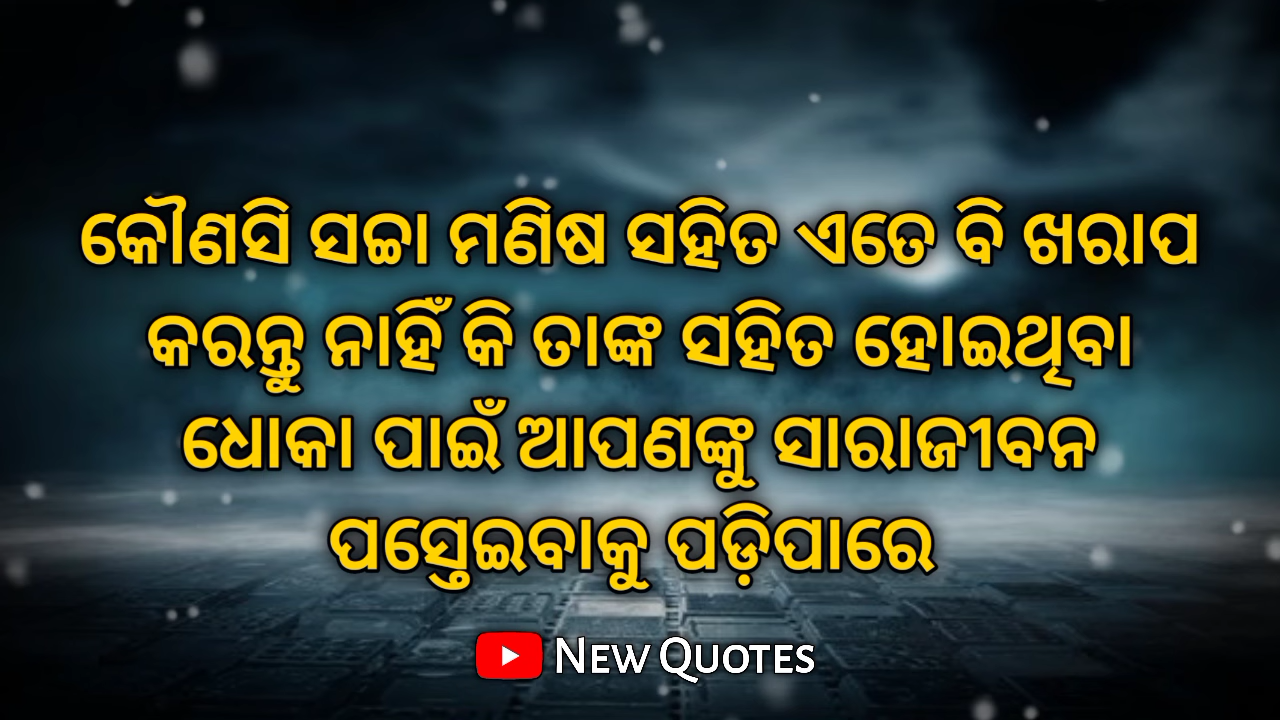 କୌଣସି ସଚ୍ଚା ମଣିଷ ସହିତ ଏତେ ବି ଖରାପ
କରନ୍ତୁ ନାହିଁ କି ତାଙ୍କ ସହିତ ହୋଇଥିବା
ଧୋକା ପାଇଁ ଆପଣଙ୍କୁ ସାରାଜୀବନ
ପସ୍ତେଇବାକୁ ପଡ଼ିପାରେ
NEW QUOTES